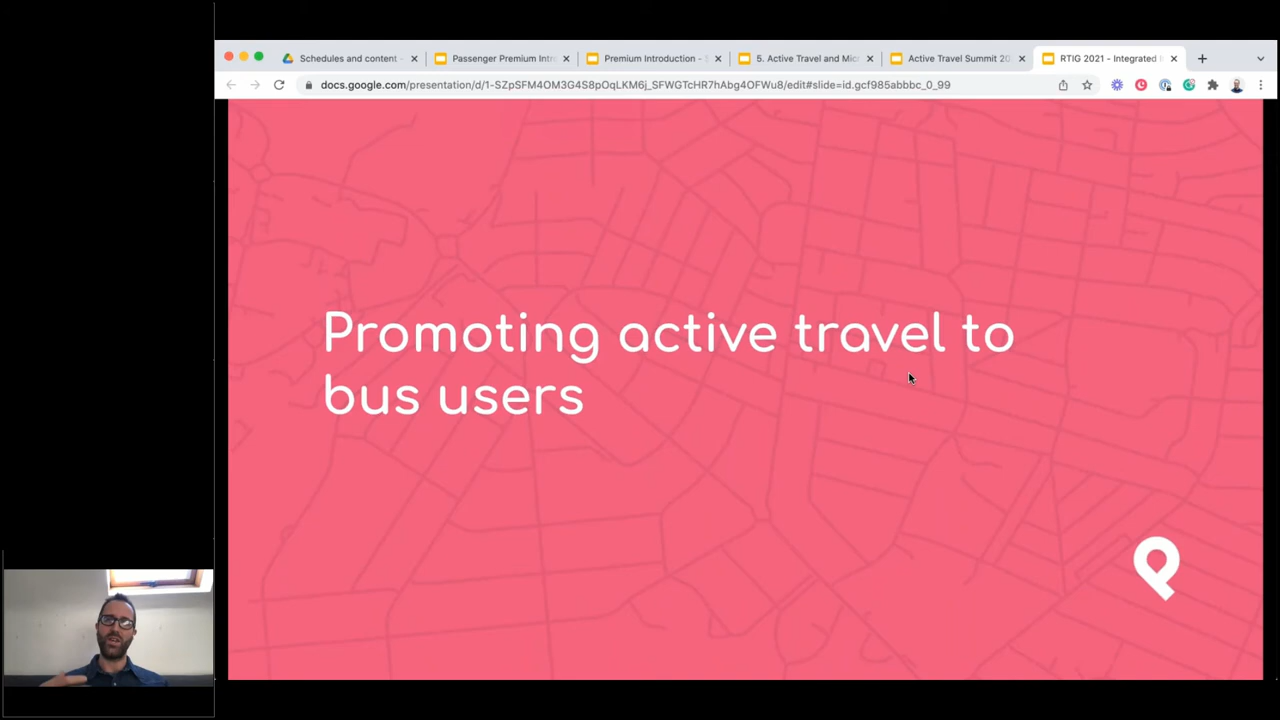 Schedules and content -
Passenger Premium Intr
Premium Introduction - S
5. Active Travel and Mic
Active Travel Summit 20
RTIG 2021 - Integrated
docs.google.com/presentation/d/1-SZpSFM4OM3G4S8pOqLKM6j_SFWGTcHR7hAbg4OFWu8/edit#slide=id.gcf985abbbc_0_99
Promoting active travel to
bus users